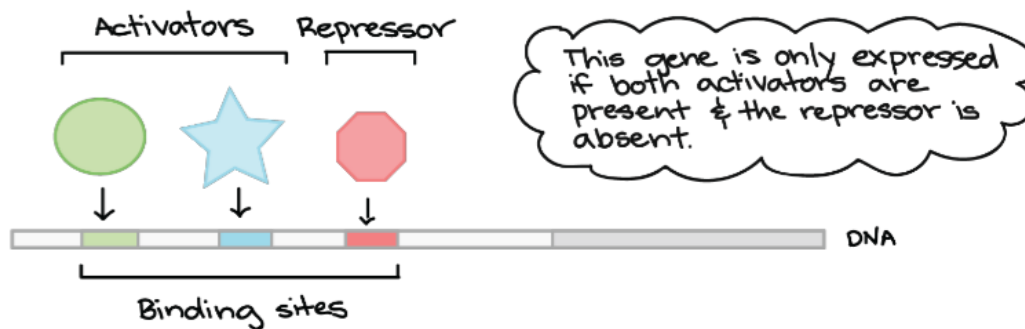 Activators
Repressor
This gene is only expressed
if both activators are
present & the repressor is
absent.
DNA
Binding sites